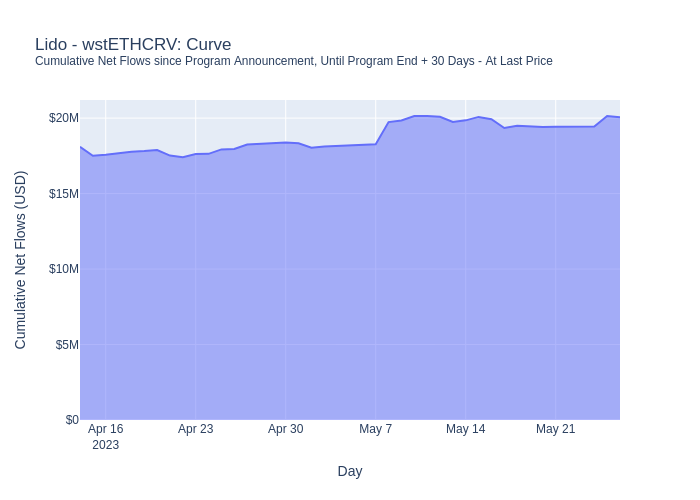 Lido - wstETHCRV: Curve
Cumulative Net Flows since Program Announcement, Until Program End + 30 Days - At Last Price
Cumulative Net Flows (USD)
$20M
$15M
$10M
$5M
$0
Apr 16
2023
Apr 23
Apr 30
May 7
May 14
May 21
Day